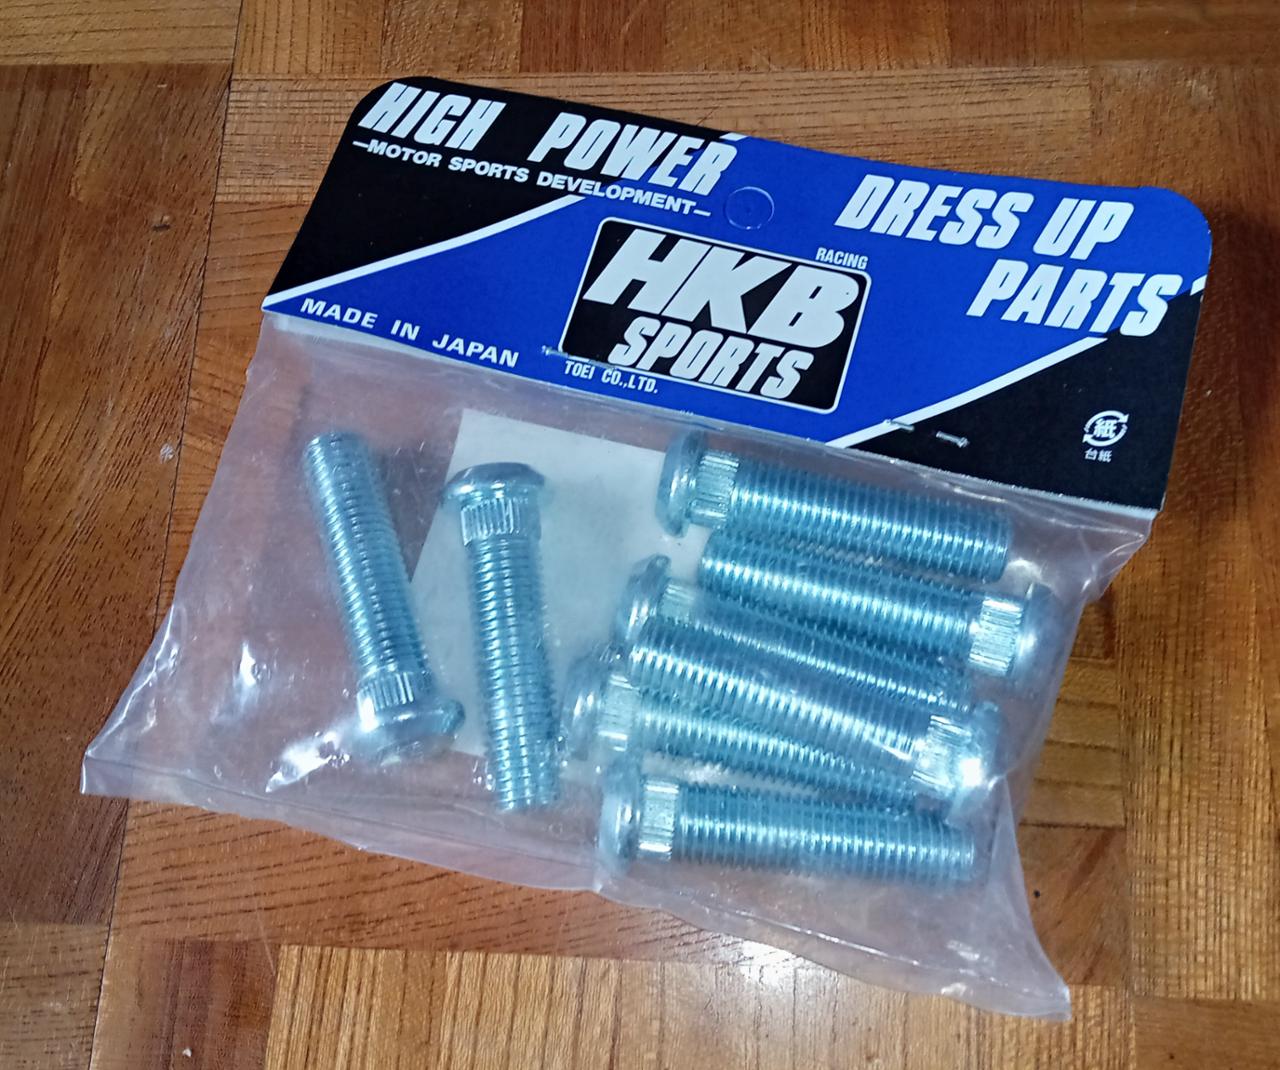 HIGH POWER
—MOTOR SPORTS DEVELOPMENT—
DRESS UP
PARTS
RACING
HKB
SPORTS
MADE IN JAPAN
TOEI CO.,LTD.
紙
台紙